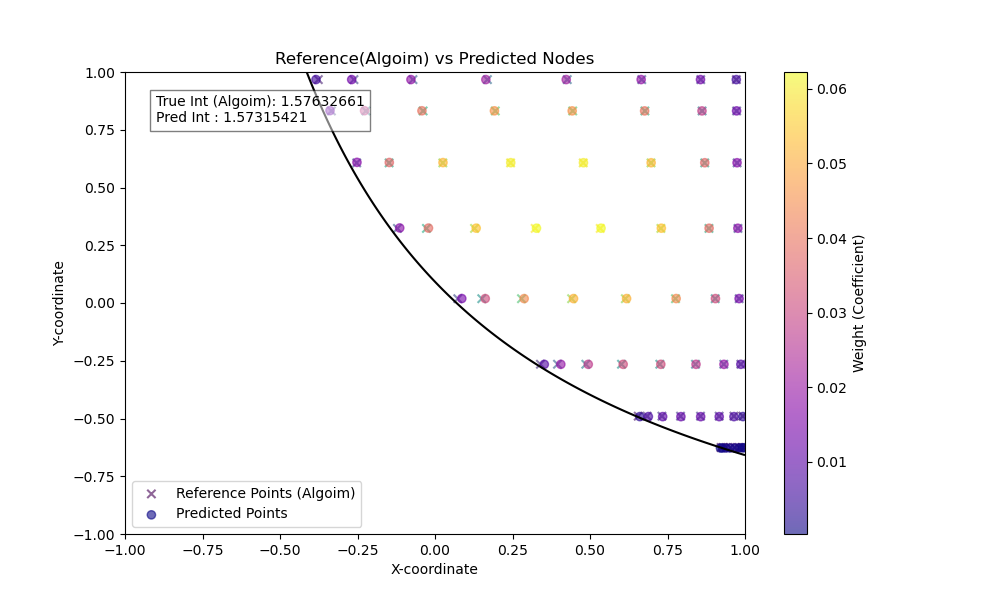 Reference(Algoim) vs Predicted Nodes
True Int (Algoim): 1.57632661
Pred Int : 1.57315421
1.00
0.75
0.50
0.25
0.00
−0.25
−0.50
−0.75
−1.00
Y-coordinate
Reference Points (Algoim)
Predicted Points
−1.00 −0.75 −0.50 −0.25 0.00 0.25 0.50 0.75 1.00
X-coordinate
0.06
0.05
0.04
0.03
0.02
0.01
Weight (Coefficient)